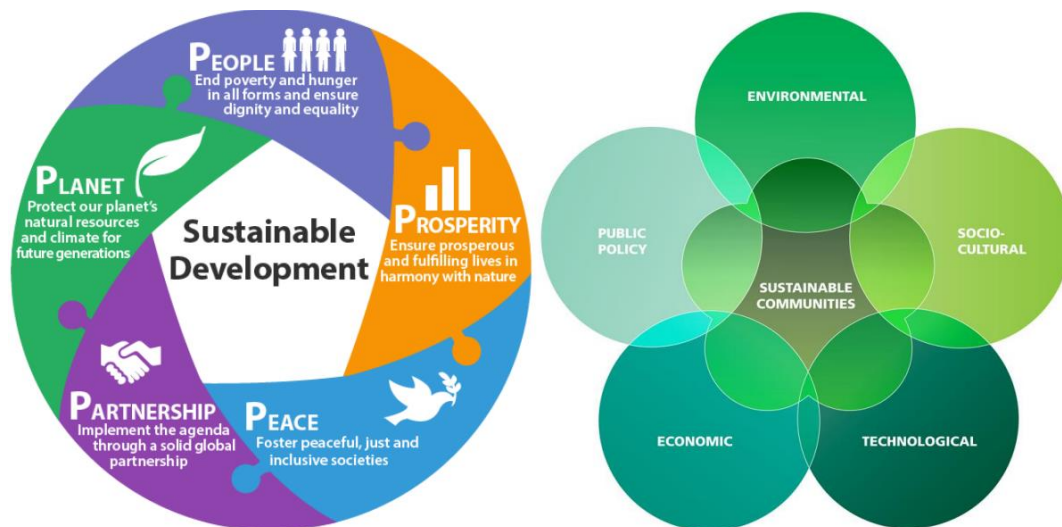 PEOPLE
End poverty and hunger
in all forms and ensure
dignity and equality
PLANET
Protect our planet's
natural resources
and climate for
future generations
Sustainable
Development
PROSPERITY
Ensure prosperous
and fulfilling lives in
harmony with nature
PARTNERSHIP
Implement the agenda
through a solid global
partnership
PEACE
Foster peaceful, just and
inclusive societies
ENVIRONMENTAL
PUBLIC
POLICY
SOCIO-
CULTURAL
SUSTAINABLE
COMMUNITIES
ECONOMIC
TECHNOLOGICAL